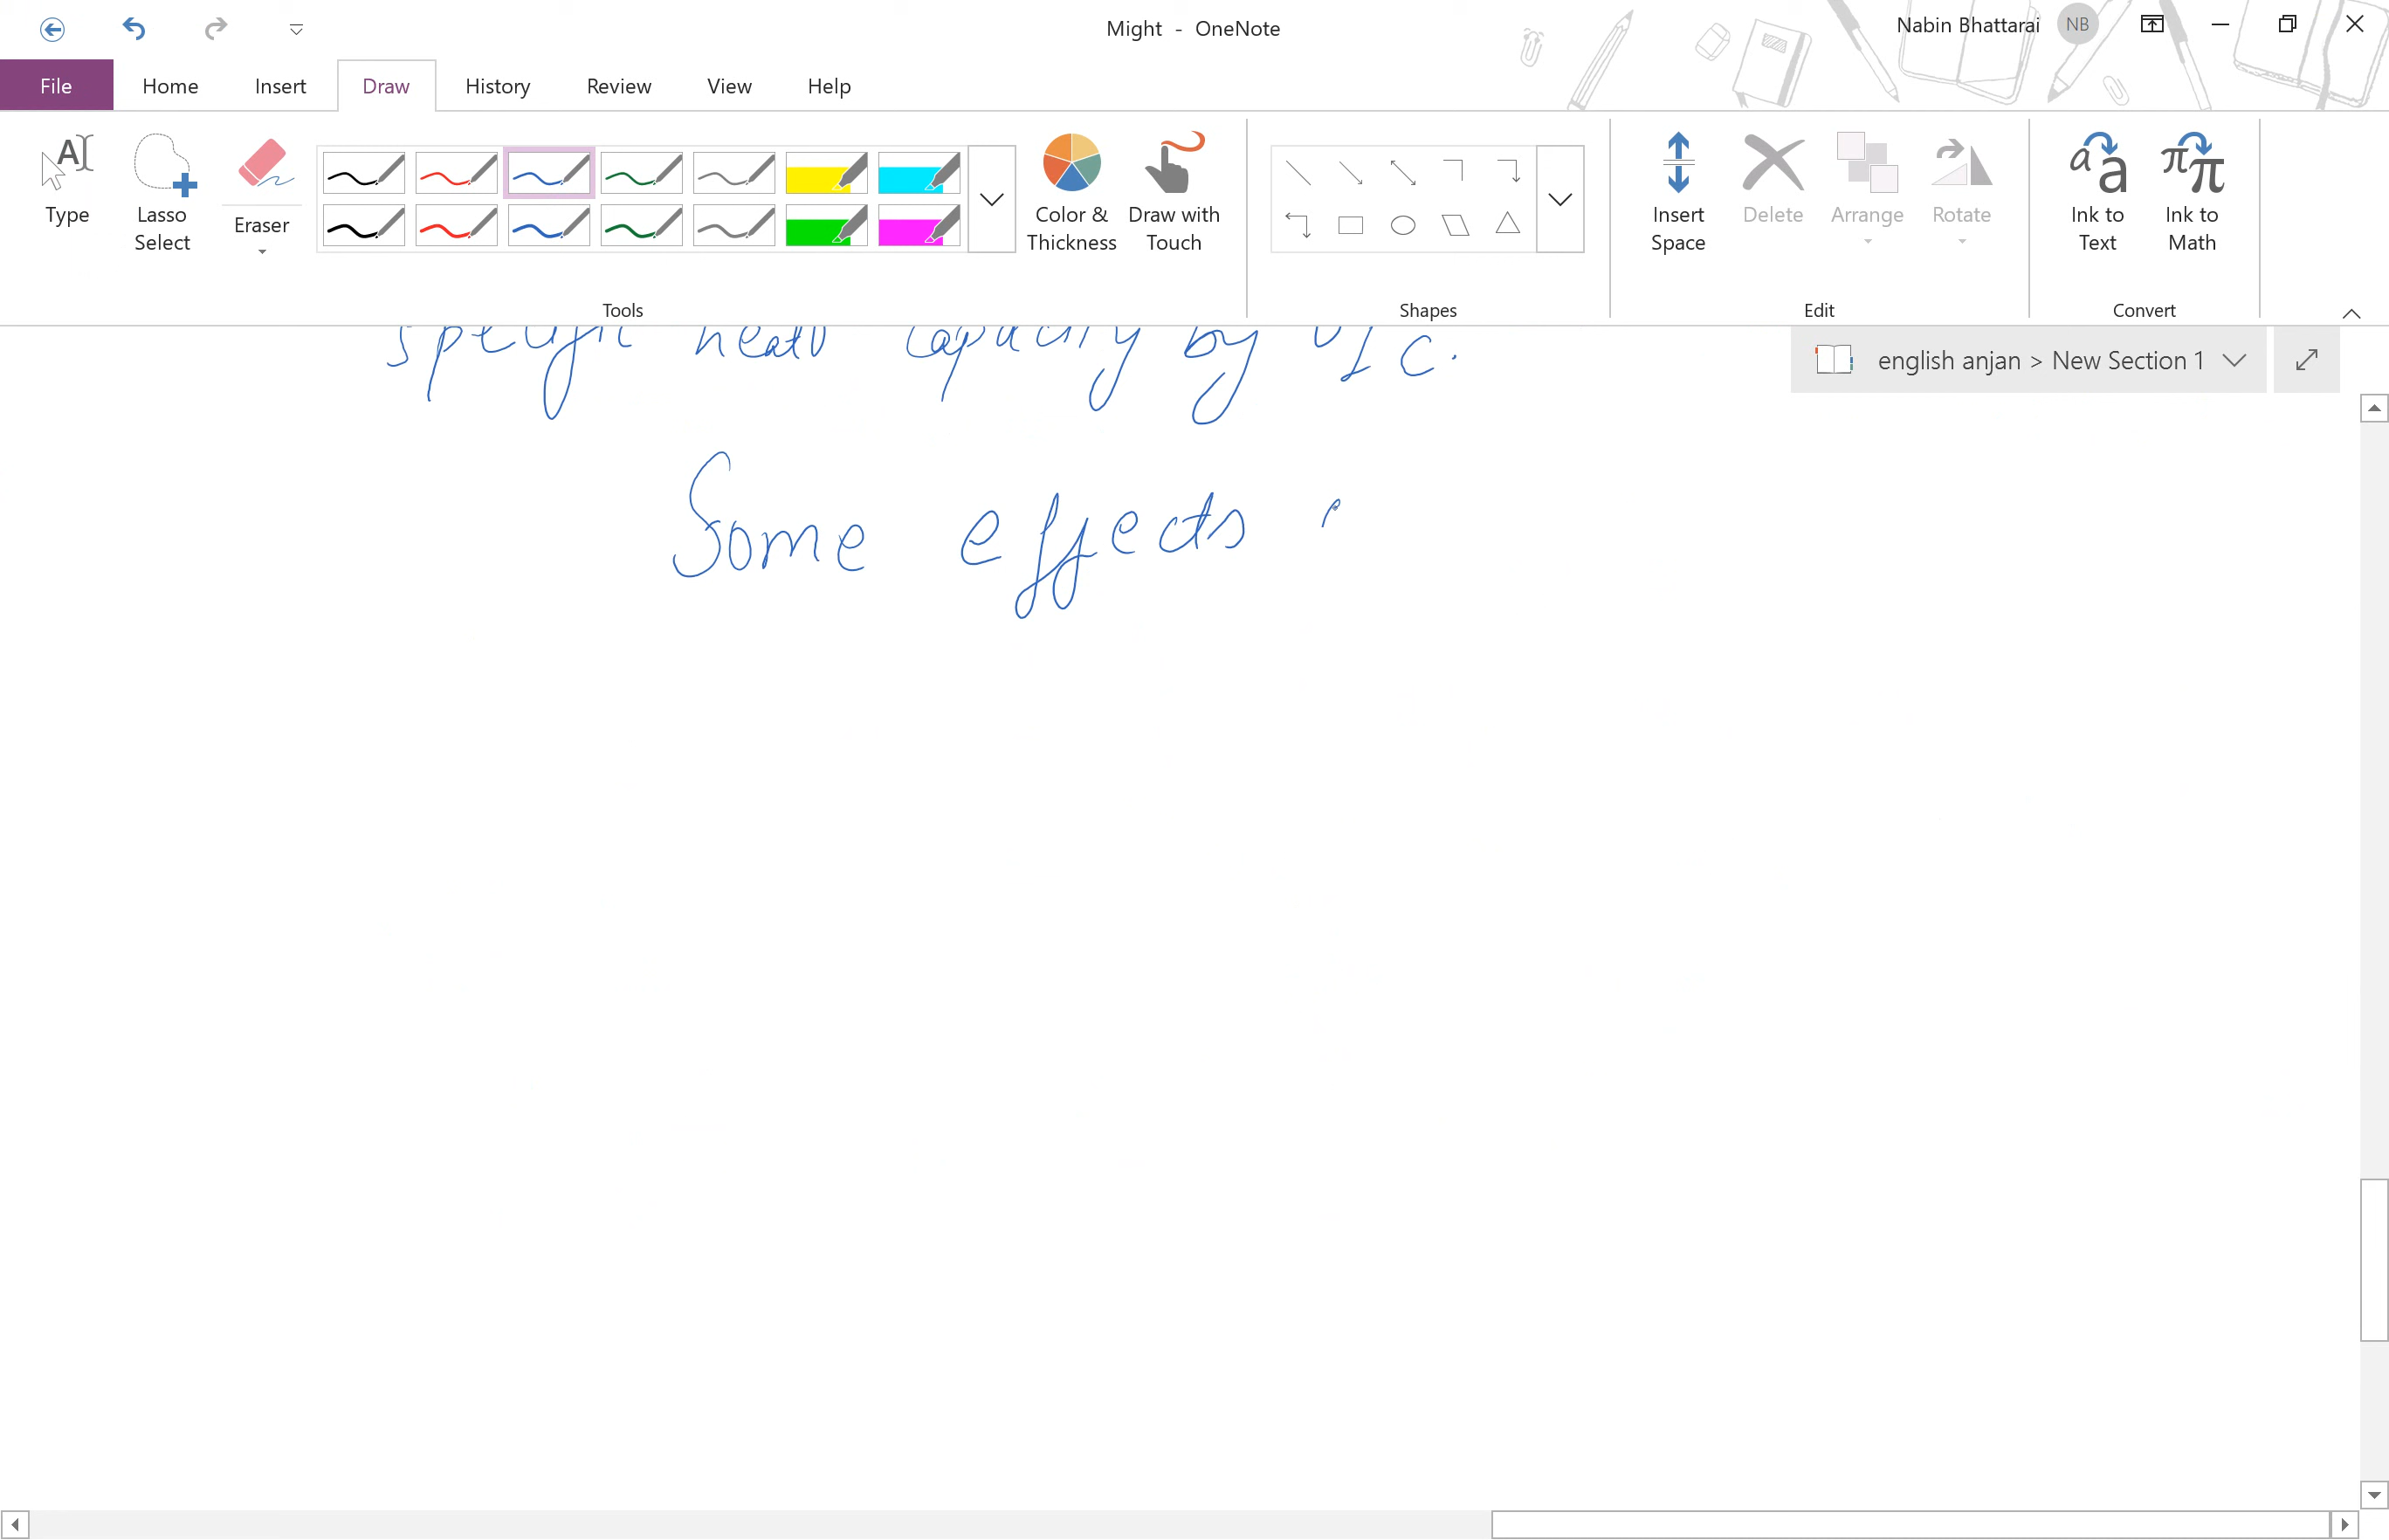 Might - OneNote
Nabin Bhattarai NB
File Home Insert Draw History Review View Help
Type
Lasso Select
Eraser
Color & Thickness
Draw with Touch
Insert Space
Delete
Arrange
Rotate
Ink to Text
Ink to Math
Tools Shapes Edit Convert
english anjan > New Section 1
specific heat capacity by
Some effects